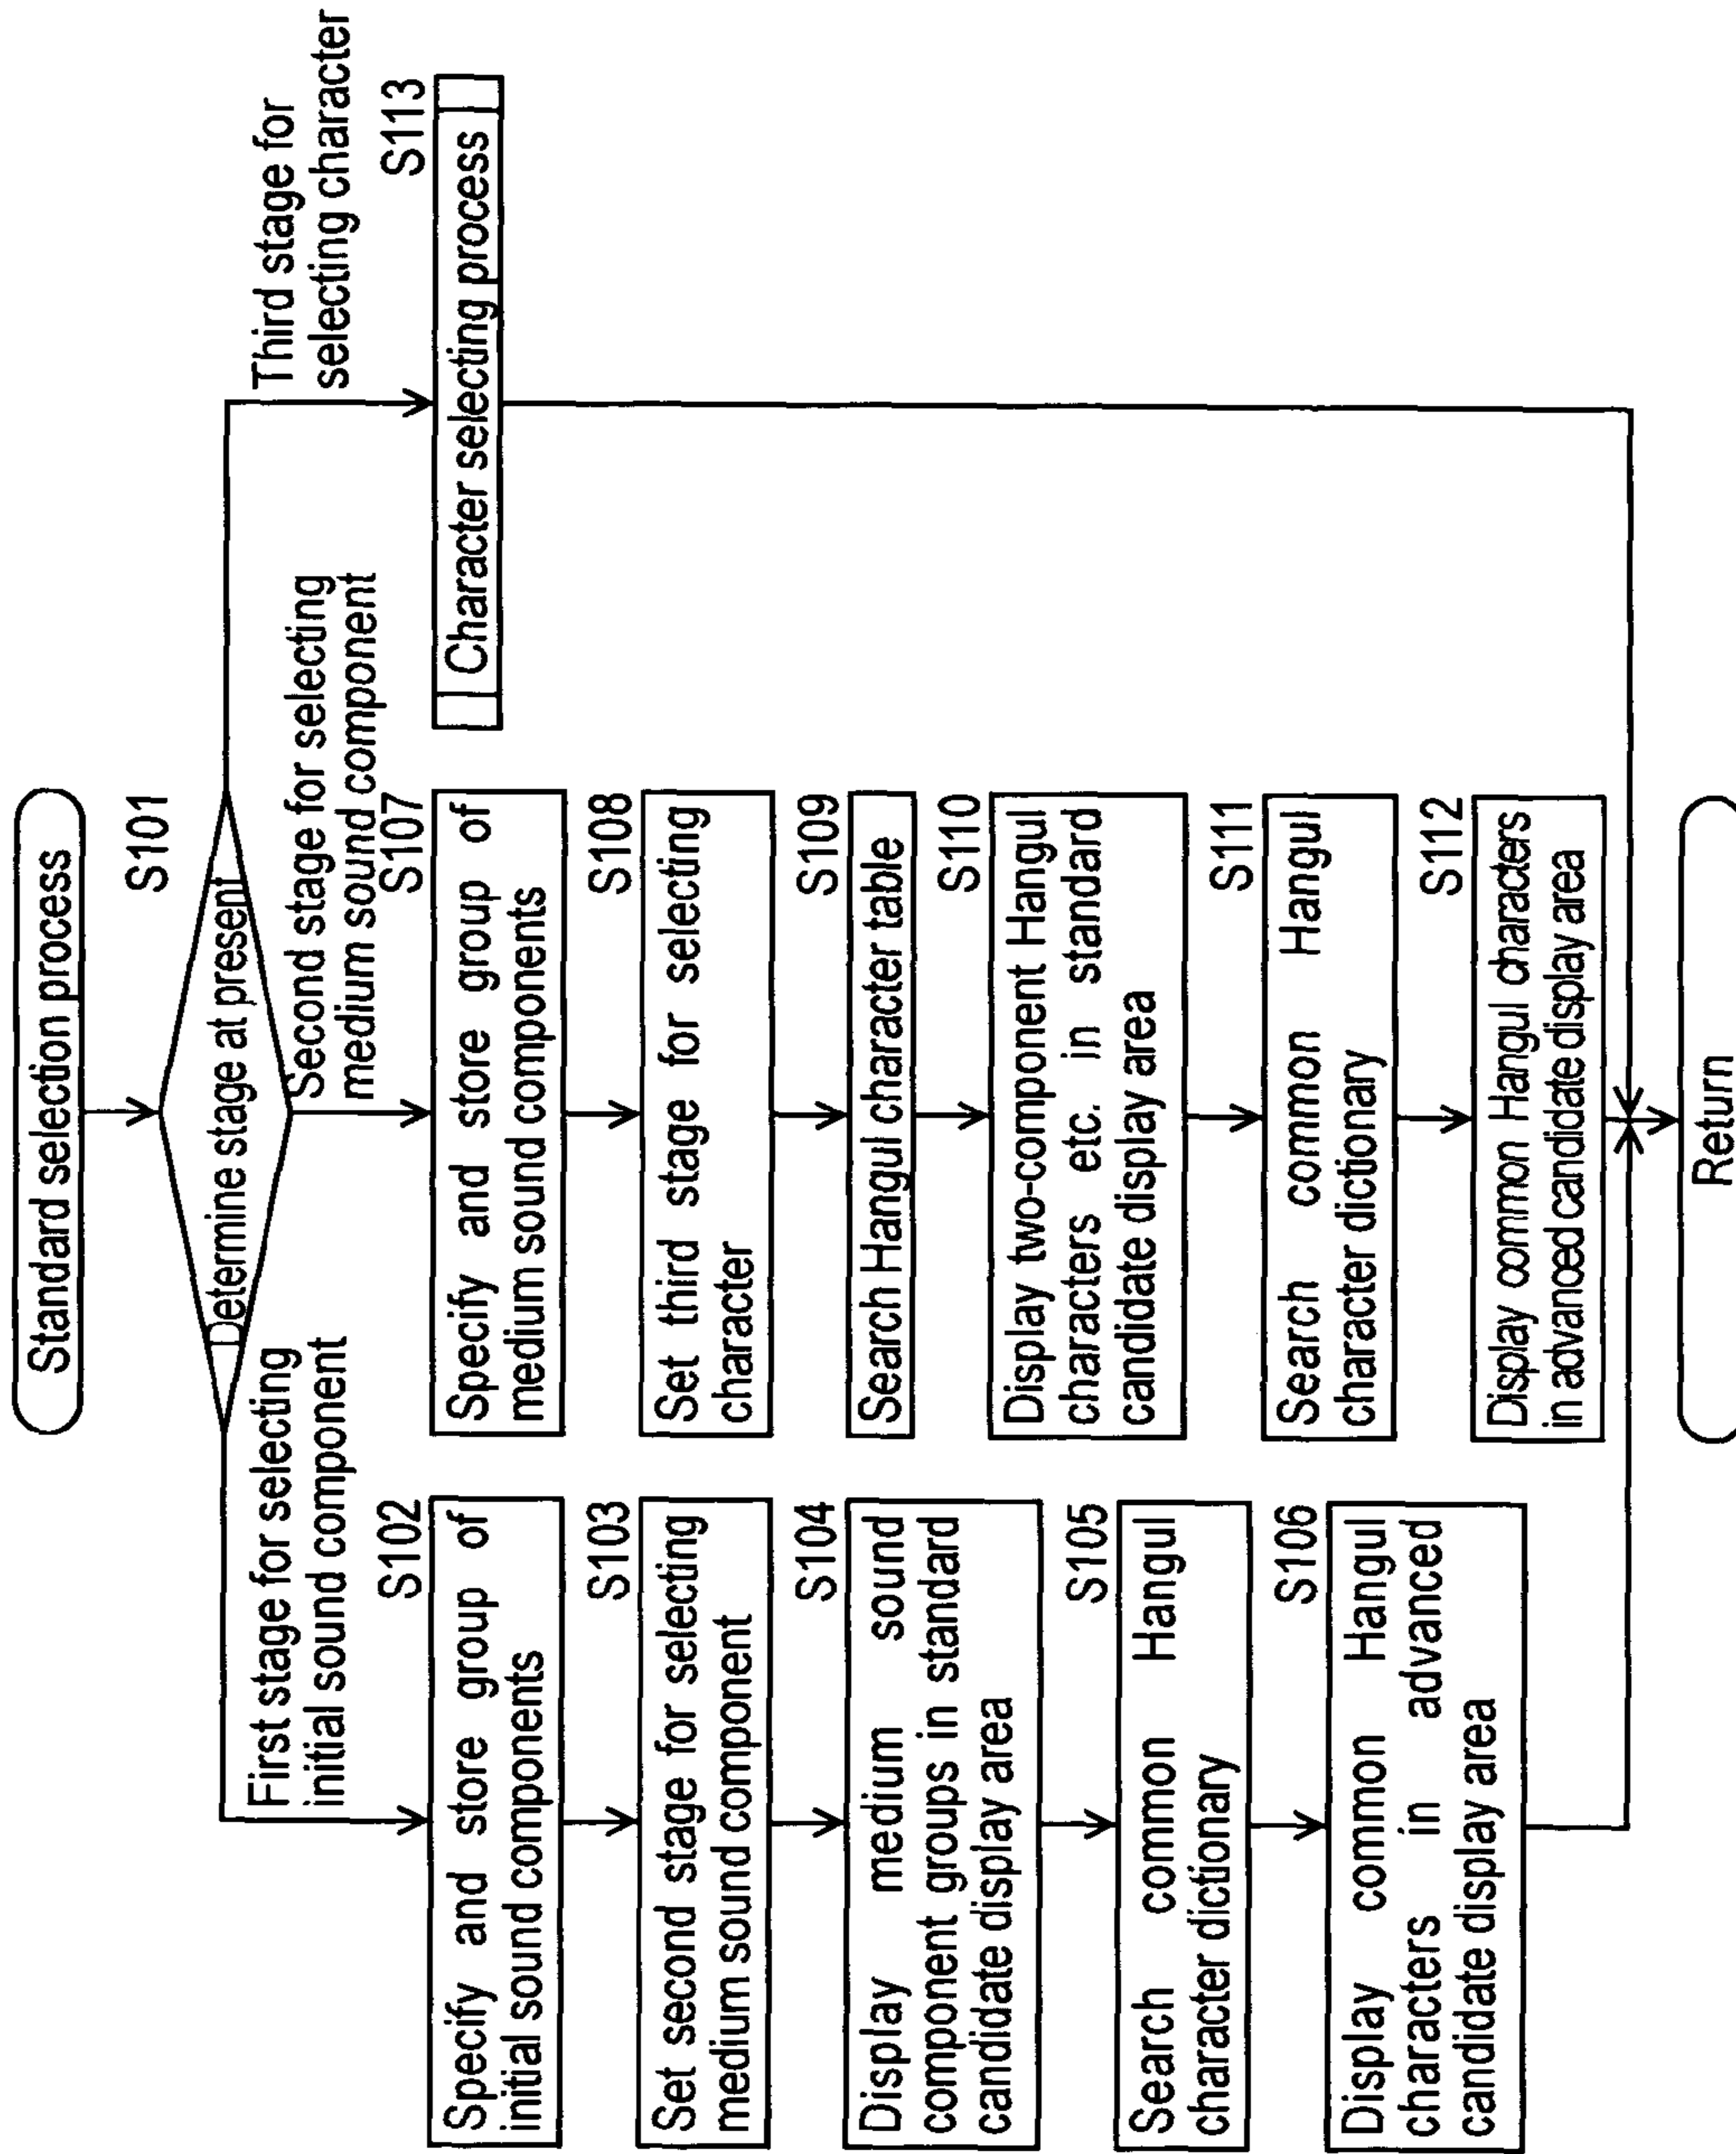 Standard selection process
S101
Determine stage at present
First stage for selecting
initial sound component
S102
Specify and store group of
initial sound components
S103
Set second stage for selecting
medium sound component
S104
Display medium sound
component groups in standard
candidate display area
S105
Search common Hangul
character dictionary
S106
Display common Hangul
characters in advanced
candidate display area
Second stage for selecting
medium sound component
S107
Specify and store group of
medium sound components
S108
Set third stage for selecting
character
S109
Search Hangul character table
S110
Display two-component Hangul
characters etc. in standard
candidate display area
S111
Search common Hangul
character dictionary
S112
Display common Hangul characters
in advanced candidate display area
Third stage for
selecting character
S113
Character selecting process
Return